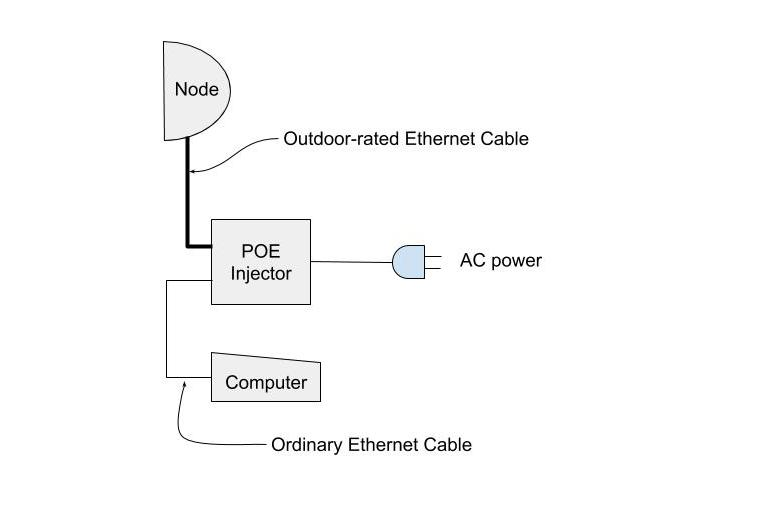 Node
Outdoor-rated Ethernet Cable
POE
Injector
AC power
Computer
Ordinary Ethernet Cable